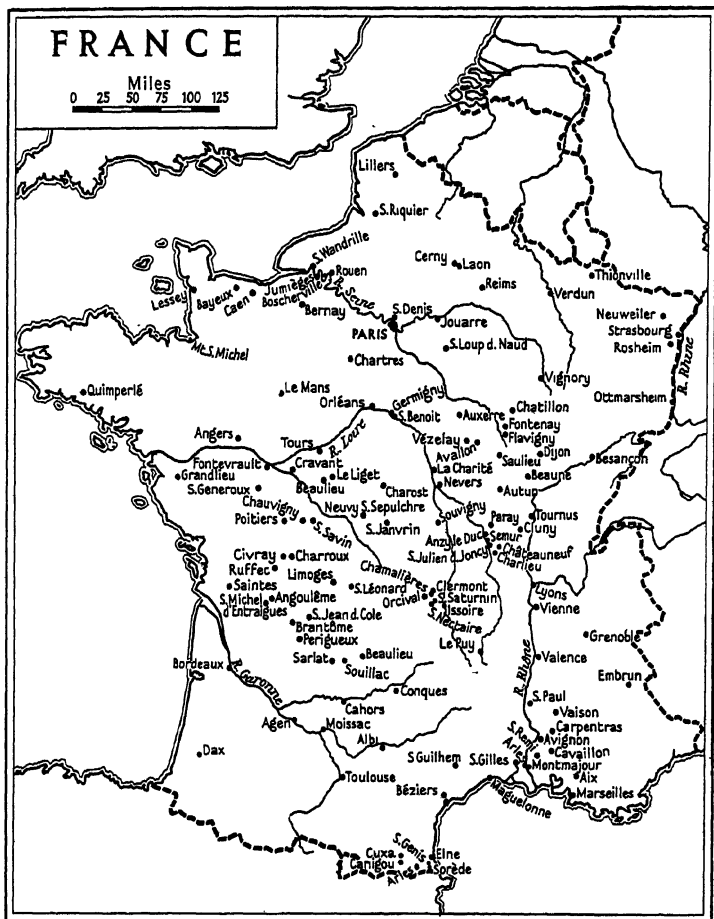 FRANCE
Miles
0 25 50 75 100 125
Lillers
S.Riquier
S.Wandrille
Cerny
Laon
Jumièges
Rouen
Boscherville
R. Seine
Reims
Thionville
Lessey
Bayeux
Caen
Bernay
Verdun
S.Denis
Jouarre
Neuweiler
Strasbourg
Rosheim
PARIS
Mt.S.Michel
S.Loup d. Naud
R. Rhine
Chartres
Vignory
Quimperlé
Le Mans
Ottmarsheim
Orléans
Germigny
S.Benoit
Auxerre
Chatillon
Fontenay
Flavigny
Angers
Tours
R. Loire
Vézelay
Avallon
Saulieu
Dijon
Besançon
Fontevrault
Cravant
La Charité
Grandlieu
Le Liget
Nevers
Beaune
S.Generoux
Beaulieu
Charost
Autun
Chauvigny
Neuvy S.Sepulchre
Souvigny
Paray
Tournus
Poitiers
S.Savin
S.Janvrin
Anzy le Duc
Semur
Cluny
S.Julien d.Joncy
Châteauneuf
Charlieu
Civray
Charroux
Ruffec
Limoges
Chamalières
Clermont
Lyons
Saintes
S.Léonard
Orcival
S.Saturnin
Vienne
S.Michel
d'Entraigues
Angoulême
Issoire
S.Jean d.Cole
S.Nectaire
Brantôme
Grenoble
Perigueux
Le Puy
Valence
Sarlat
Beaulieu
Souillac
Embrun
Bordeaux
R. Garonne
R. Rhône
Conques
S.Paul
Cahors
Vaison
Agen
Moissac
Carpentras
S.Remi
Avignon
Albi
Arles
Cavaillon
Dax
S Guilhem
S.Gilles
Montmajour
Aix
Toulouse
Marseilles
Béziers
Maguelonne
S.Genis
Cuxa
Elne
Canigou
Arles
Sorède